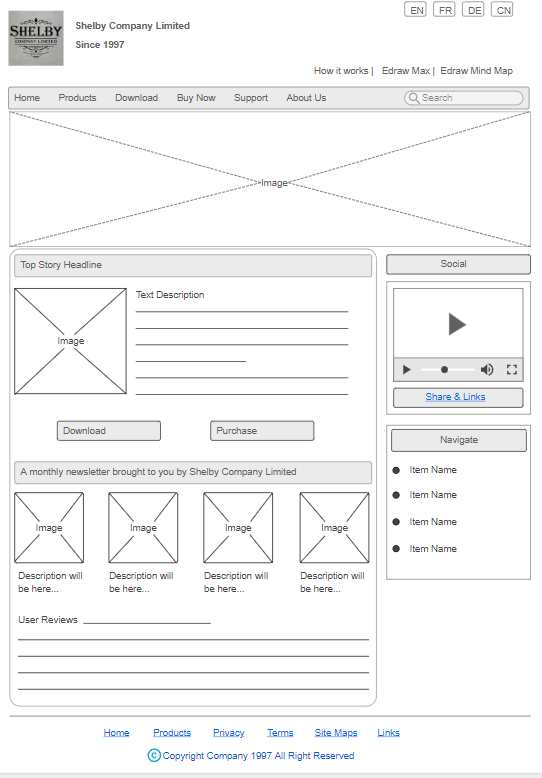 EN FR DE CN
SHELBY
COMPANY LIMITED
Shelby Company Limited
Since 1997
How it works | Edraw Max | Edraw Mind Map
Home Products Download Buy Now Support About Us Search
Image
Top Story Headline
Social
Text Description
Image
Share & Links
Download Purchase
Navigate
A monthly newsletter brought to you by Shelby Company Limited
Item Name
Item Name
Item Name
Item Name
Image Image Image Image
Description will Description will Description will Description will
be here... be here... be here... be here...
User Reviews
Home Products Privacy Terms Site Maps Links
© Copyright Company 1997 All Right Reserved